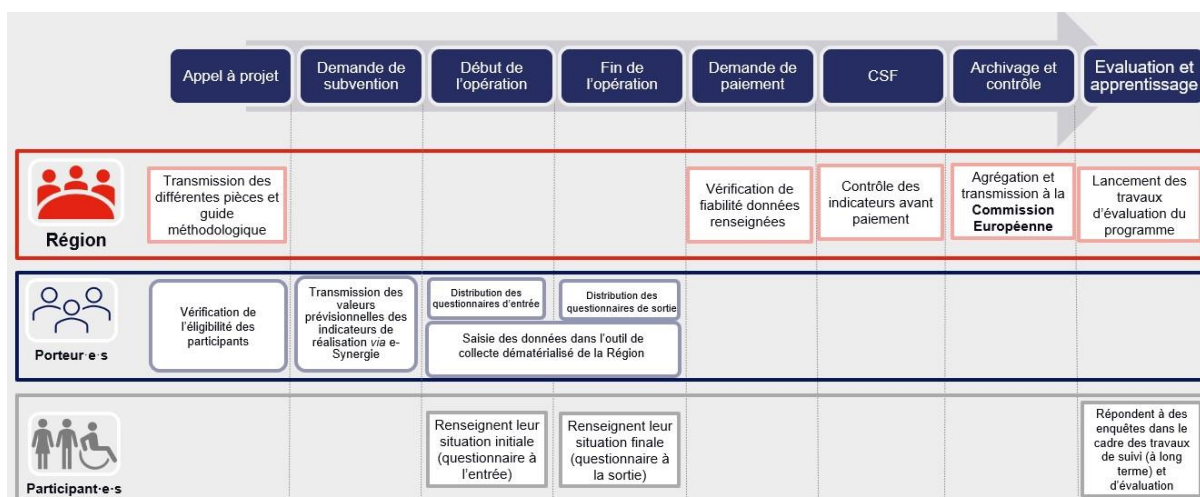 Appel à projet
Demande de
subvention
Début de
l'opération
Fin de
l'opération
Demande de
paiement
CSF
Archivage et
contrôle
Evaluation et
apprentissage
Région
Transmission des
différentes pièces et
guide
méthodologique
Vérification de
fiabilité données
renseignées
Contrôle des
indicateurs avant
paiement
Agrégation et
transmission à la
Commission
Européenne
Lancement des
travaux
d'évaluation du
programme
Porteur·e·s
Vérification de
l'éligibilité des
participants
Transmission des
valeurs
prévisionnelles des
indicateurs de
réalisation via e-
Synergie
Distribution des
questionnaires d'entrée
Distribution des
questionnaires de sortie
Saisie des données dans l'outil de
collecte dématérialisé de la Région
Participant·e·s
Renseignent leur
situation initiale
(questionnaire à
l'entrée)
Renseignent leur
situation finale
(questionnaire à
la sortie)
Répondent à des
enquêtes dans le
cadre des travaux
de suivi (à long
terme) et
d'évaluation